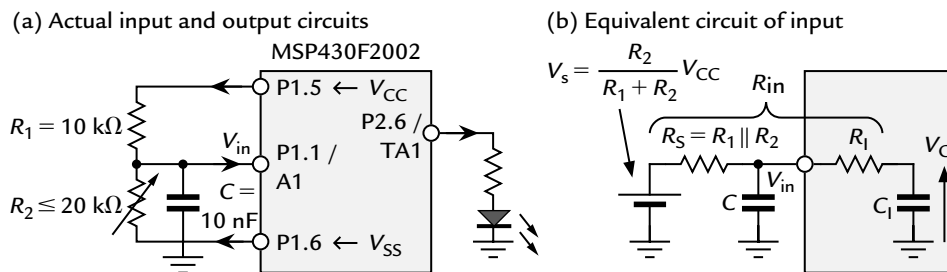 (a) Actual input and output circuits
MSP430F2002
P1.5 ← VCC
R1 = 10 kΩ
P2.6 /
TA1
Vin
P1.1 /
A1
C =
10 nF
R2 ≤ 20 kΩ
P1.6 ← VSS
(b) Equivalent circuit of input
Vs = R2 / (R1 + R2) VCC
Rin
RS = R1 || R2
RI
Vin
C
CI
VC